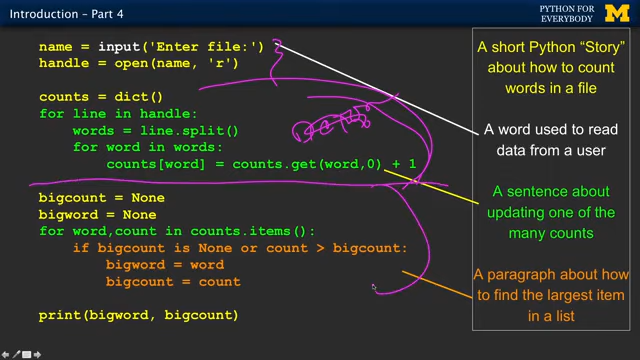 Introduction - Part 4
PYTHON FOR
EVERYBODY
name = input('Enter file:')
handle = open(name, 'r')
counts = dict()
for line in handle:
words = line.split()
for word in words:
counts[word] = counts.get(word,0) + 1
bigcount = None
bigword = None
for word,count in counts.items():
if bigcount is None or count > bigcount:
bigword = word
bigcount = count
print(bigword, bigcount)
A short Python “Story”
about how to count
words in a file
A word used to read
data from a user
A sentence about
updating one of the
many counts
A paragraph about how
to find the largest item
in a list